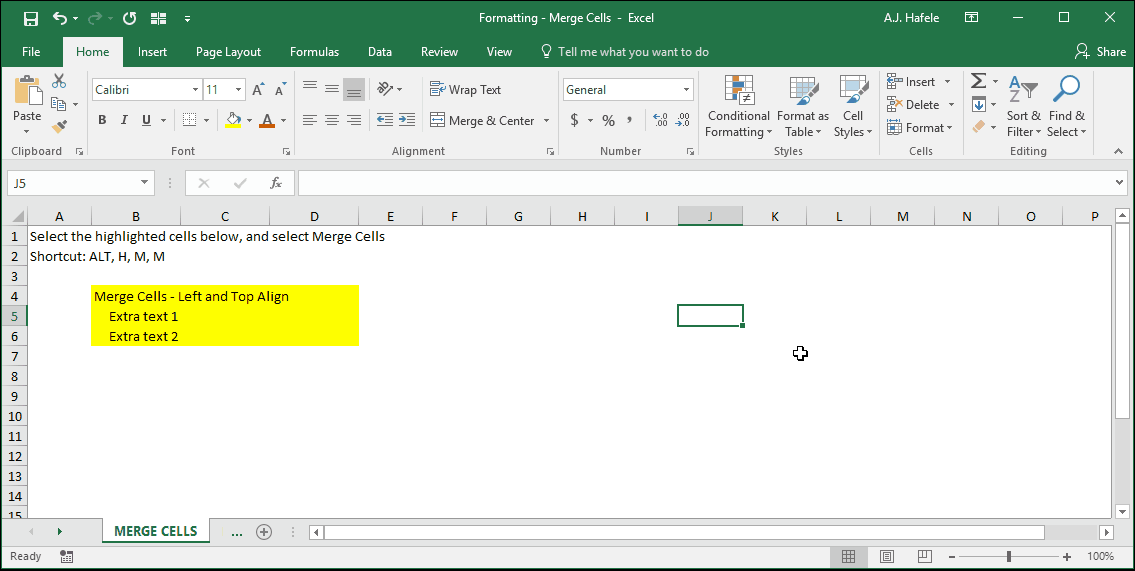 Formatting - Merge Cells - Excel
A.J. Hafele
File Home Insert Page Layout Formulas Data Review View Tell me what you want to do Share
Paste
Clipboard
Calibri 11
B I U A
Font
Wrap Text
Merge & Center
Alignment
General
$ % ,
Number
Conditional Formatting
Format as Table
Cell Styles
Styles
Insert
Delete
Format
Cells
Sort & Filter
Find & Select
Editing
J5 fx
A B C D E F G H I J K L M N O P
1 Select the highlighted cells below, and select Merge Cells
2 Shortcut: ALT, H, M, M
3
4 Merge Cells - Left and Top Align
5 Extra text 1
6 Extra text 2
7
8
9
10
11
12
13
14
15
MERGE CELLS ...
Ready 100%